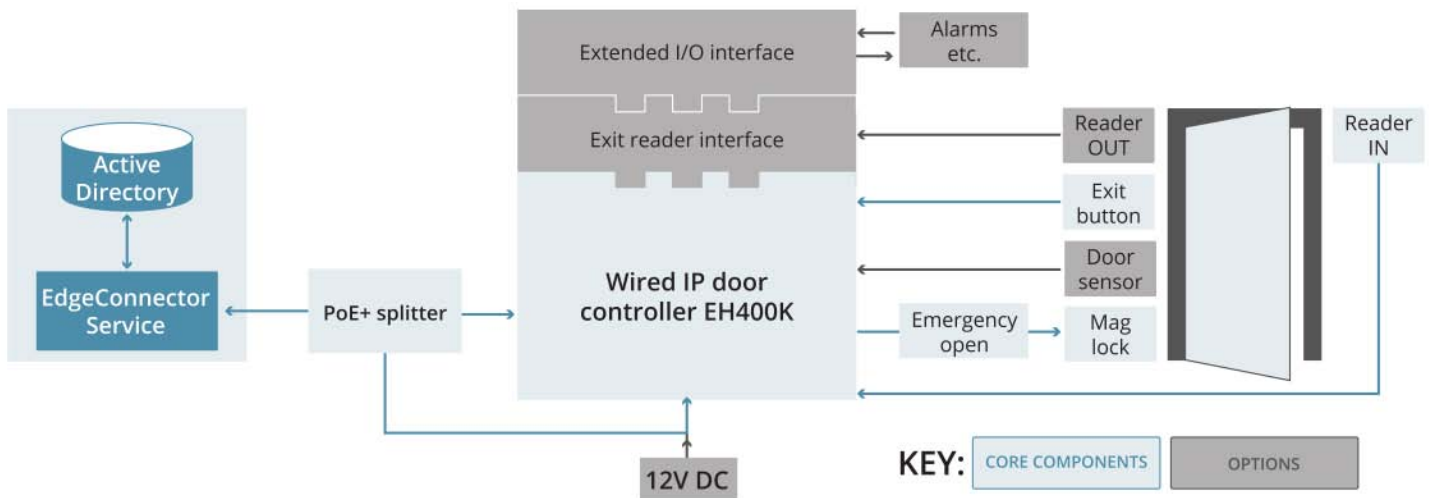 Extended I/O interface
Alarms
etc.
Exit reader interface
Reader
OUT
Reader
IN
Active
Directory
Exit
button
Wired IP door
controller EH400K
Door
sensor
EdgeConnector
Service
PoE+ splitter
Emergency
open
Mag
lock
KEY:
CORE COMPONENTS
OPTIONS
12V DC